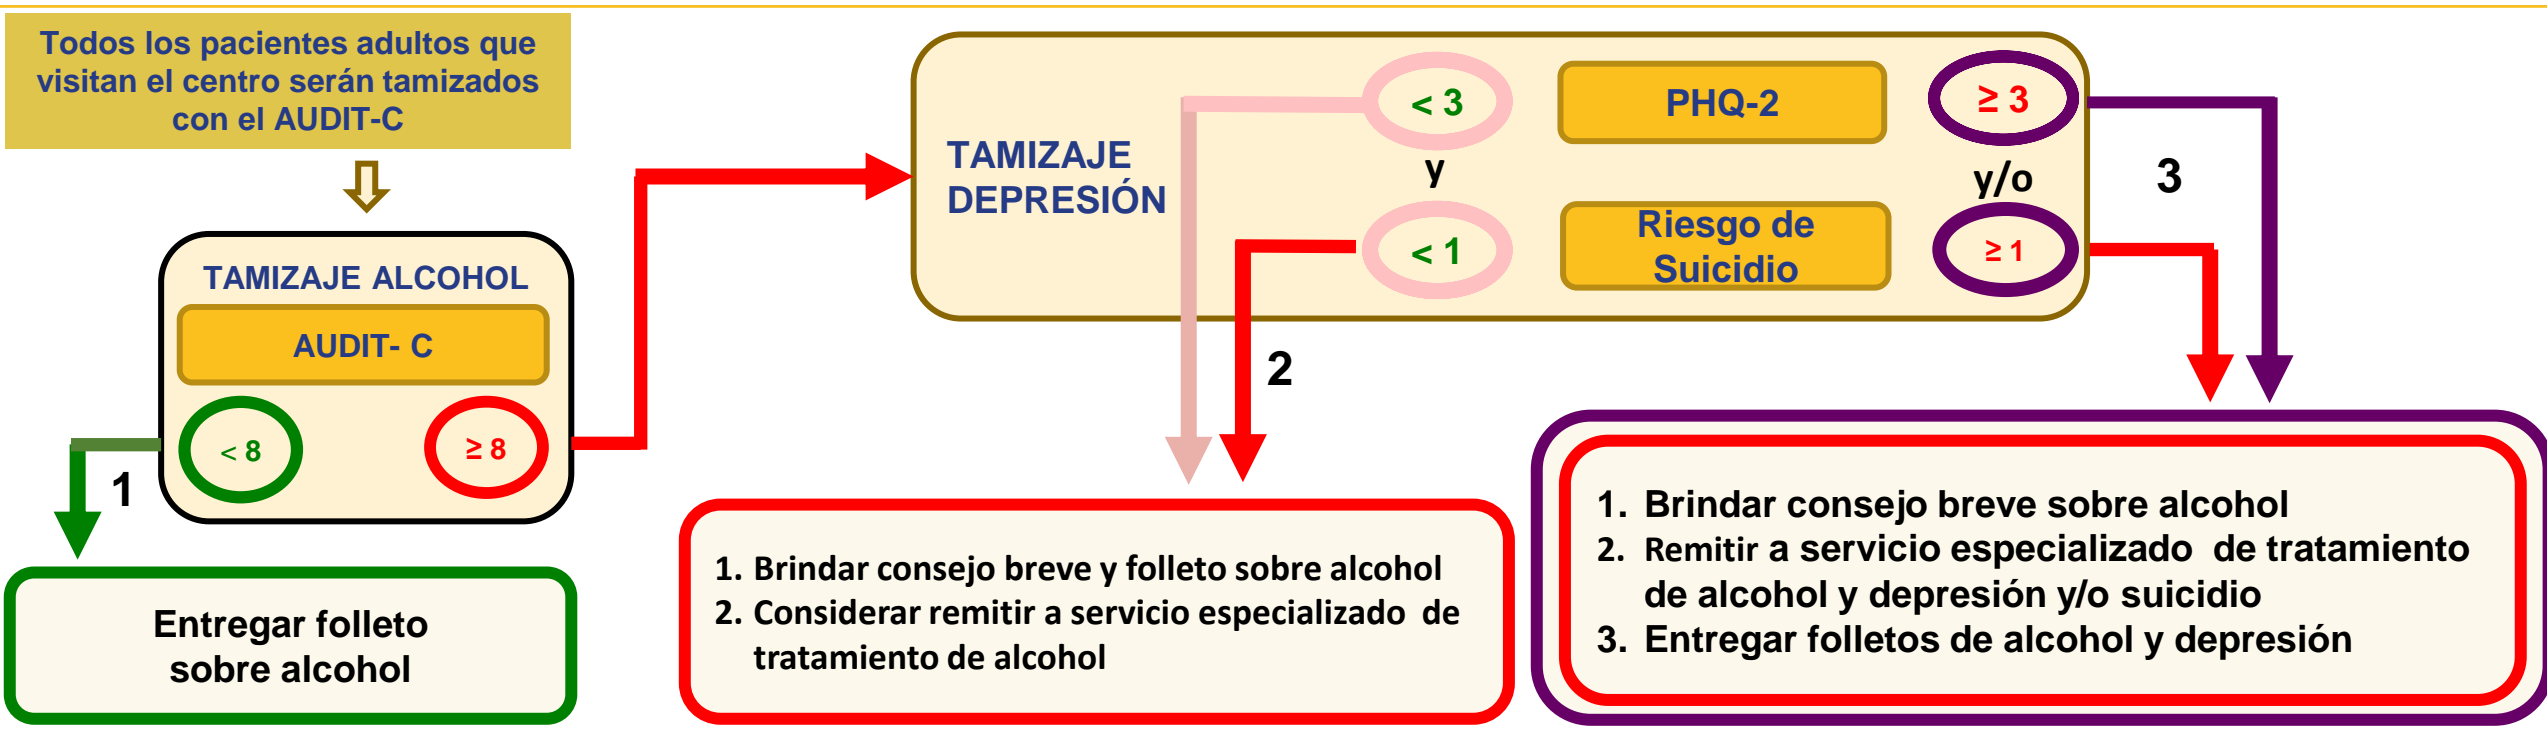 Todos los pacientes adultos que
visitan el centro serán tamizados
con el AUDIT-C
TAMIZAJE ALCOHOL
AUDIT- C
< 8
≥ 8
1
Entregar folleto
sobre alcohol
TAMIZAJE
DEPRESIÓN
< 3
PHQ-2
≥ 3
y
y/o
< 1
Riesgo de
Suicidio
≥ 1
2
3
1. Brindar consejo breve y folleto sobre alcohol
2. Considerar remitir a servicio especializado de
tratamiento de alcohol
1. Brindar consejo breve sobre alcohol
2. Remitir a servicio especializado de tratamiento
de alcohol y depresión y/o suicidio
3. Entregar folletos de alcohol y depresión